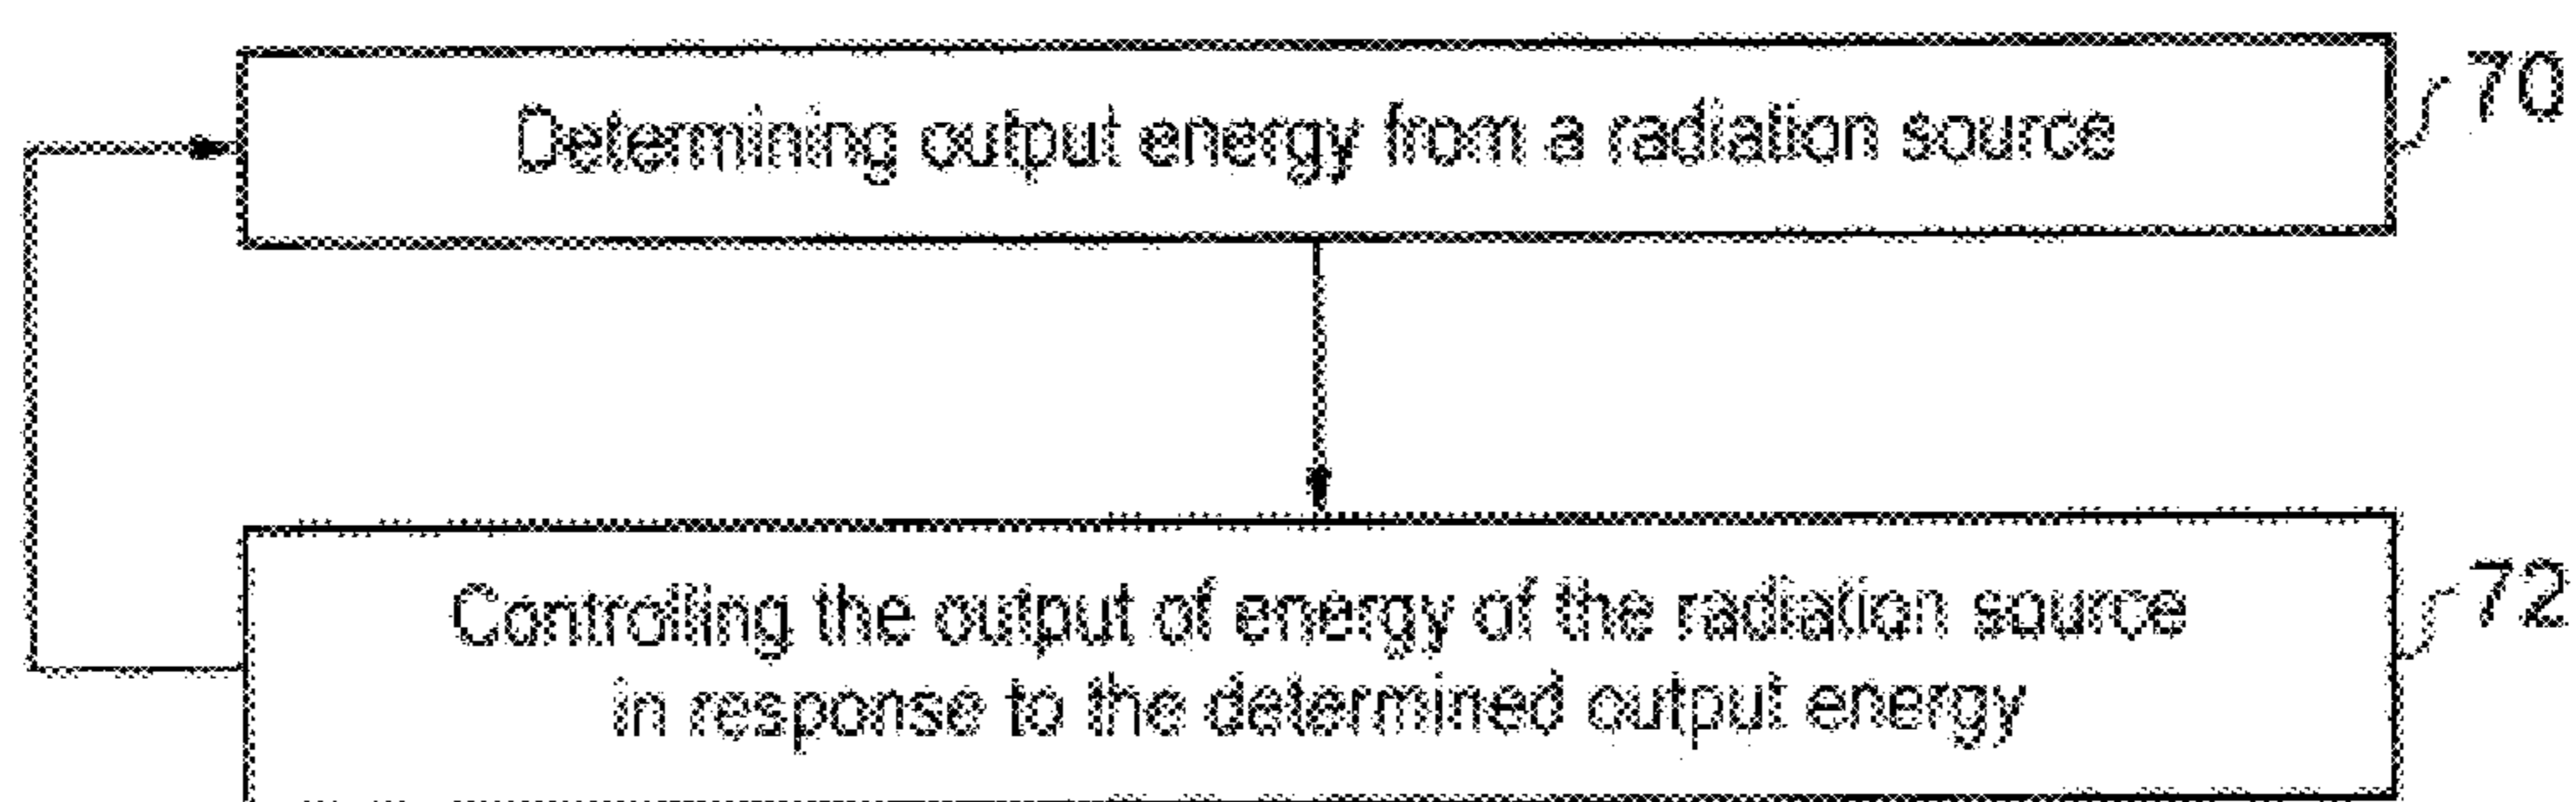 Determining output energy from a radiation source
70
Controlling the output of energy of the radiation source
in response to the determined output energy
72